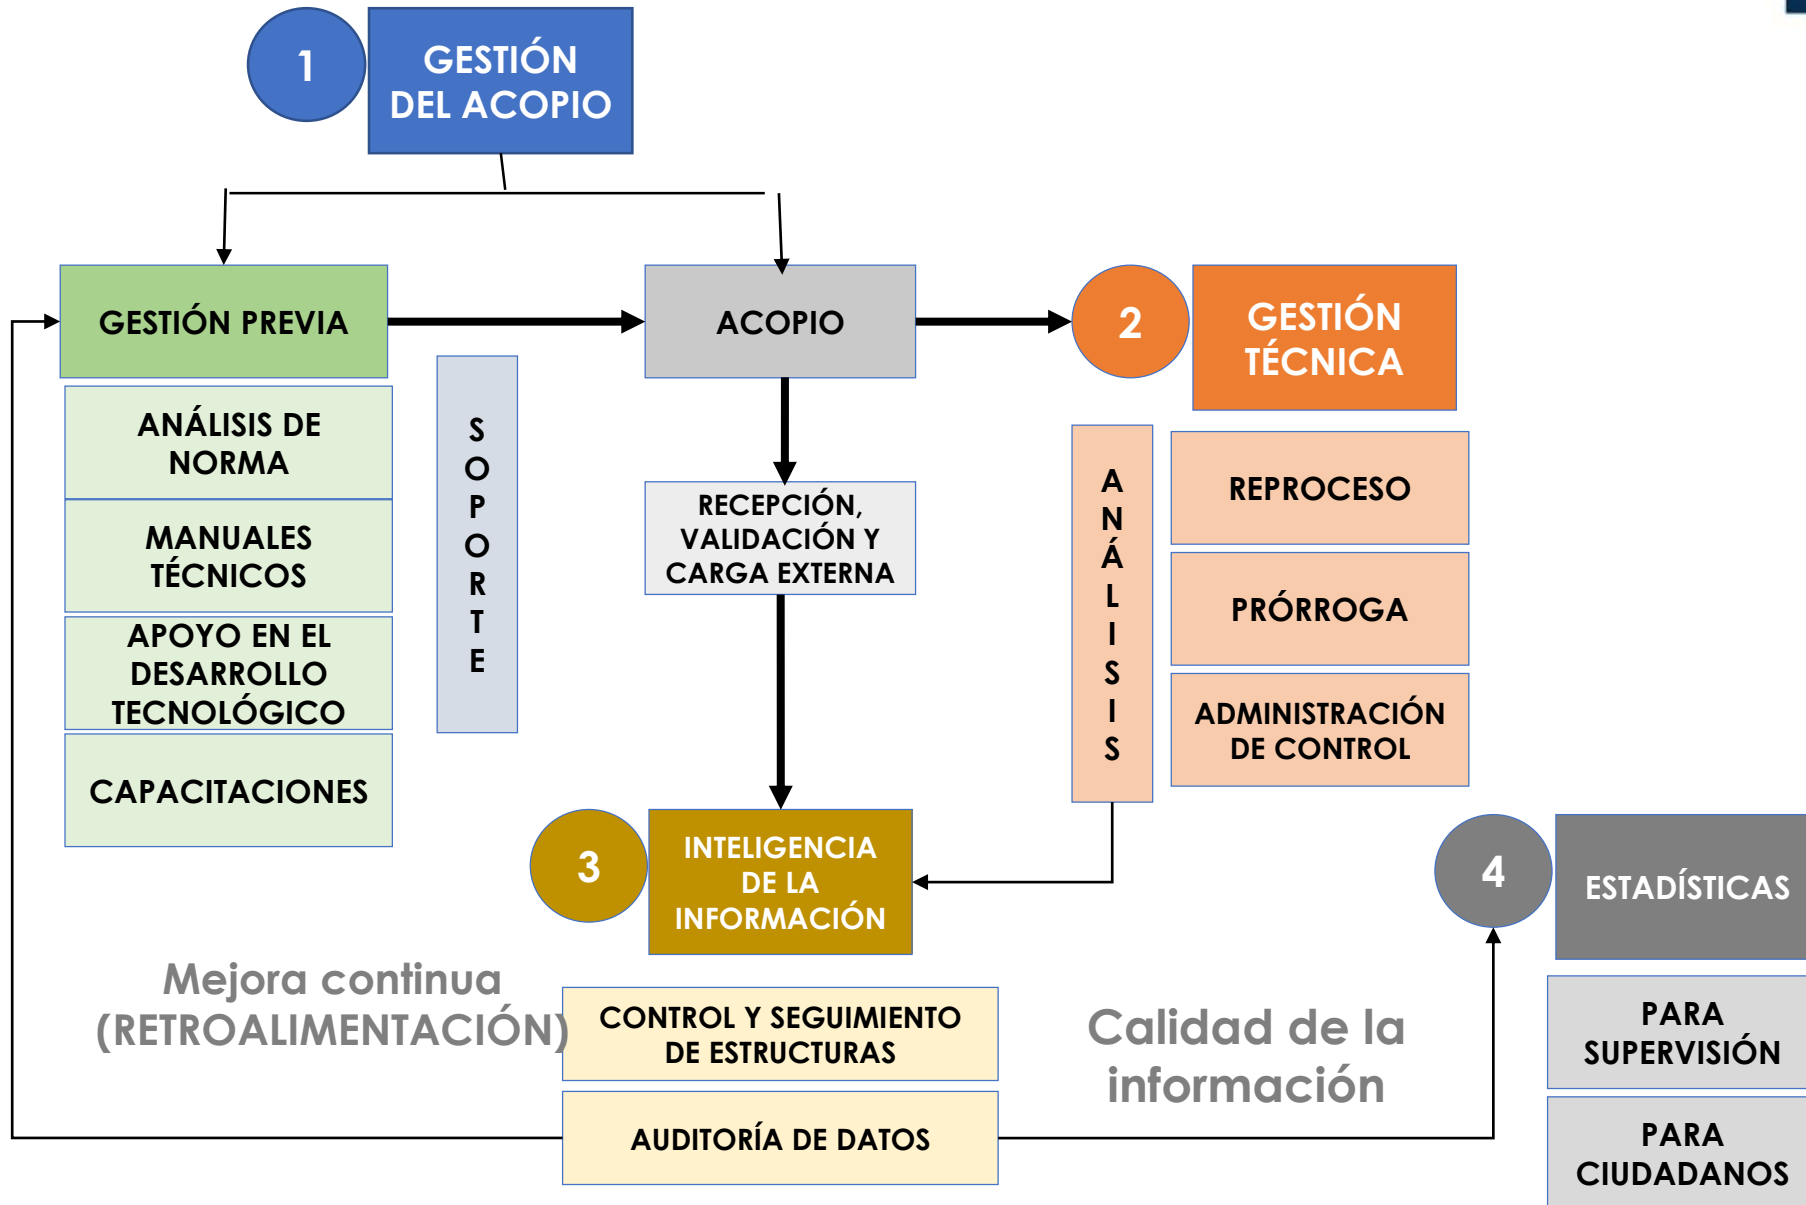 1
GESTIÓN
DEL ACOPIO
GESTIÓN PREVIA
ACOPIO
2
GESTIÓN
TÉCNICA
ANÁLISIS DE
NORMA
MANUALES
TÉCNICOS
APOYO EN EL
DESARROLLO
TECNOLÓGICO
CAPACITACIONES
S
O
P
O
R
T
E
RECEPCIÓN,
VALIDACIÓN Y
CARGA EXTERNA
A
N
Á
L
I
S
I
S
REPROCESO
PRÓRROGA
ADMINISTRACIÓN
DE CONTROL
3
INTELIGENCIA
DE LA
INFORMACIÓN
4
ESTADÍSTICAS
Mejora continua
(RETROALIMENTACIÓN)
CONTROL Y SEGUIMIENTO
DE ESTRUCTURAS
AUDITORÍA DE DATOS
Calidad de la
información
PARA
SUPERVISIÓN
PARA
CIUDADANOS